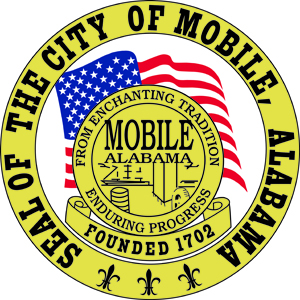 SEAL OF THE CITY OF MOBILE, ALABAMA
FROM ENCHANTING TRADITION
MOBILE
ALABAMA
ENDURING PROGRESS
FOUNDED 1702